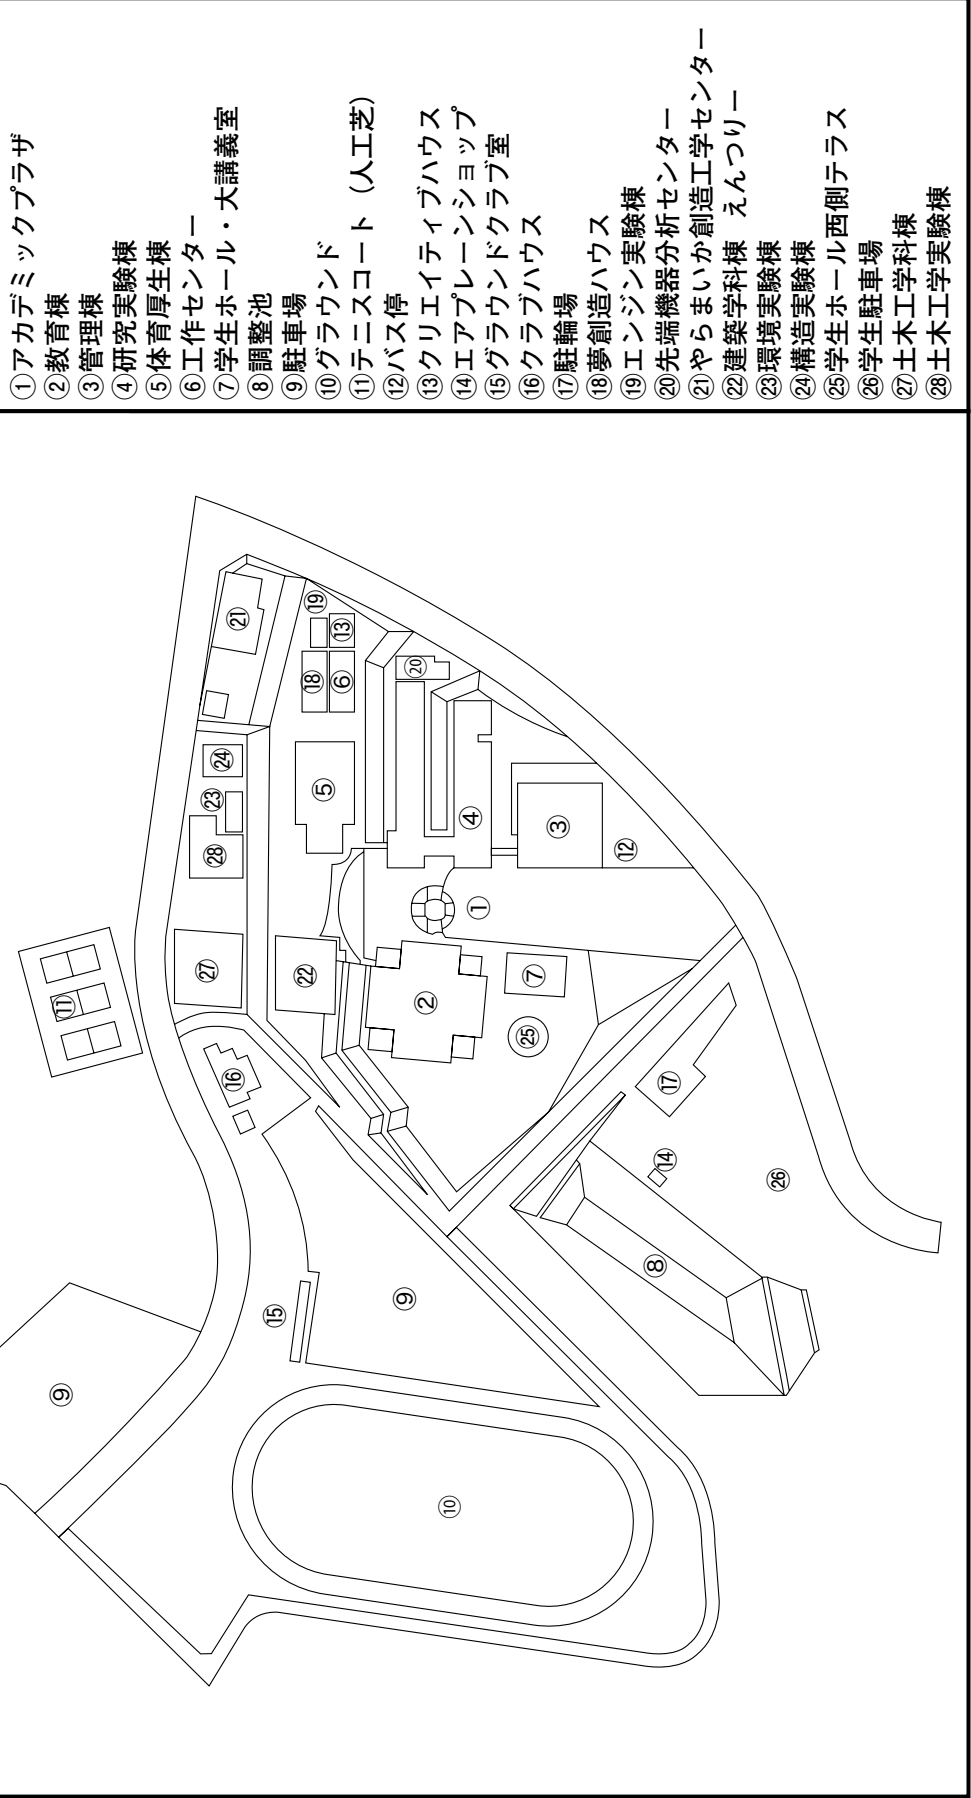 ①アカデミックプラザ
②教育棟
③管理棟
④研究実験棟
⑤体育厚生棟
⑥工作センター
⑦学生ホール・大講義室
⑧調整池
⑨駐車場
⑩グラウンド
⑪テニスコート（人工芝）
⑫バス停
⑬クリエイティブハウス
⑭エアプレーンショップ
⑮グラウンドクラブ室
⑯クラブハウス
⑰駐輪場
⑱夢創造ハウス
⑲エンジン実験棟
⑳先端機器分析センター
㉑やらまいか創造工学センター
㉒建築学科棟　えんつりー
㉓環境実験棟
㉔構造実験棟
㉕学生ホール西側テラス
㉖学生駐車場
㉗土木工学科棟
㉘土木工学実験棟
㉑
⑲
⑬
⑱
⑥
⑳
㉔
㉓
㉘
⑤
④
③
⑫
①
㉗
㉒
②
⑦
㉕
⑪
⑯
⑰
⑭
㉖
⑧
⑮
⑨
⑨
⑩